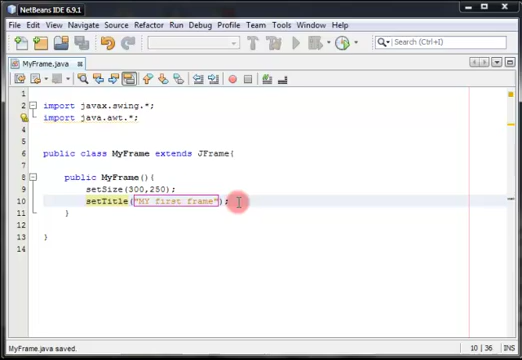 NetBeans IDE 6.9.1
File Edit View Navigate Source Refactor Run Debug Profile Team Tools Window Help
Search (Ctrl+I)
MyFrame.java
1
2 import javax.swing.*;
import java.awt.*;
4
5
6 public class MyFrame extends JFrame{
7
8 public MyFrame(){
9 setSize(300,250);
10 setTitle("MY first frame");
11 }
12
13 }
14
MyFrame.java saved.
10 | 36 INS